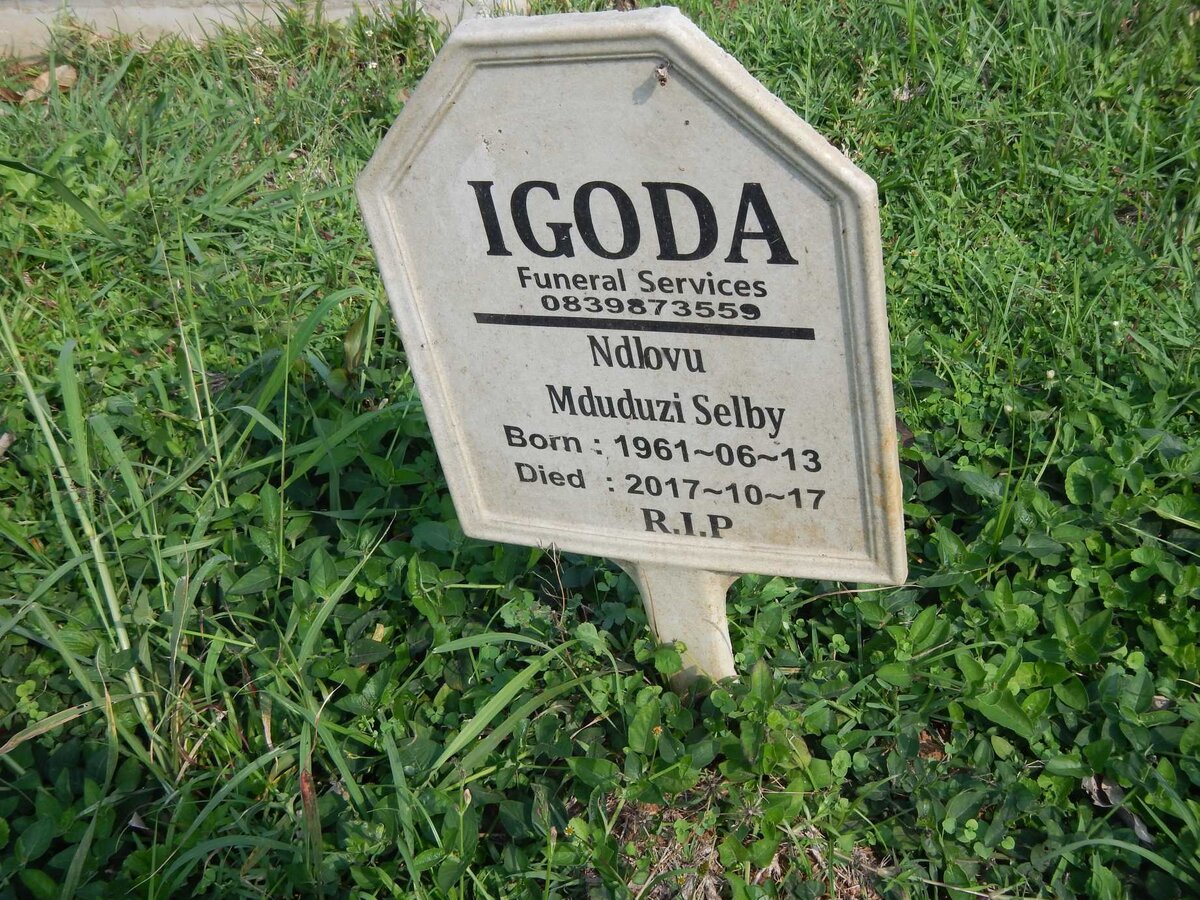 IGODA
Funeral Services
0839873559
Ndlovu
Mduduzi Selby
Born : 1961~06~13
Died : 2017~10~17
R.I.P